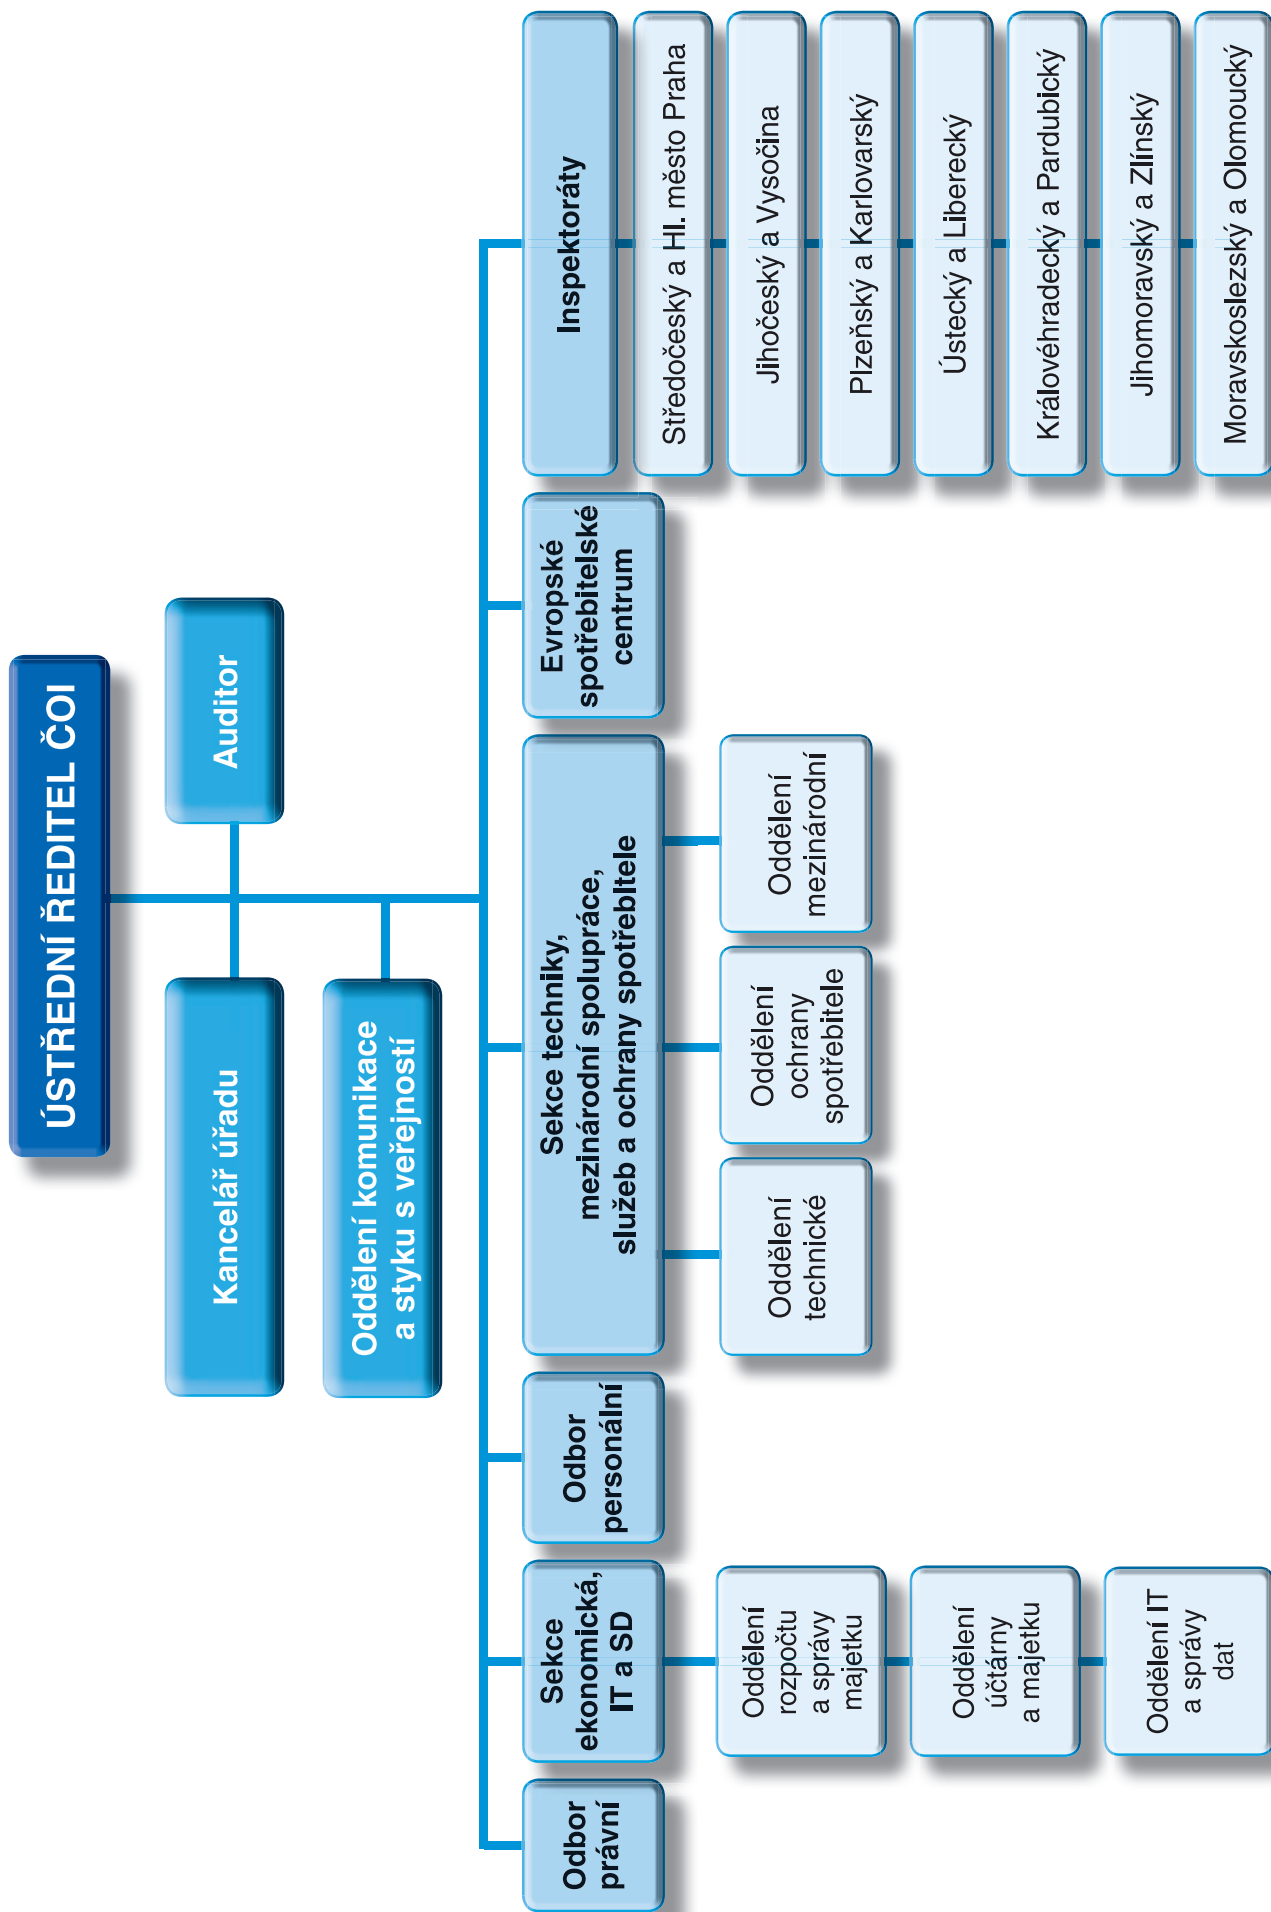 ÚSTŘEDNÍ ŘEDITEL ČOI
Kancelář úřadu
Auditor
Oddělení komunikace
a styku s veřejností
Odbor
právní
Sekce
ekonomická,
IT a SD
Oddělení
rozpočtu
a správy
majetku
Oddělení
účtárny
a majetku
Oddělení IT
a správy
dat
Odbor
personální
Sekce techniky,
mezinárodní spolupráce,
služeb a ochrany spotřebitele
Oddělení
technické
Oddělení
ochrany
spotřebitele
Oddělení
mezinárodní
Evropské
spotřebitelské
centrum
Inspektoráty
Středočeský a Hl. město Praha
Jihočeský a Vysočina
Plzeňský a Karlovarský
Ústecký a Liberecký
Královéhradecký a Pardubický
Jihomoravský a Zlínský
Moravskoslezský a Olomoucký